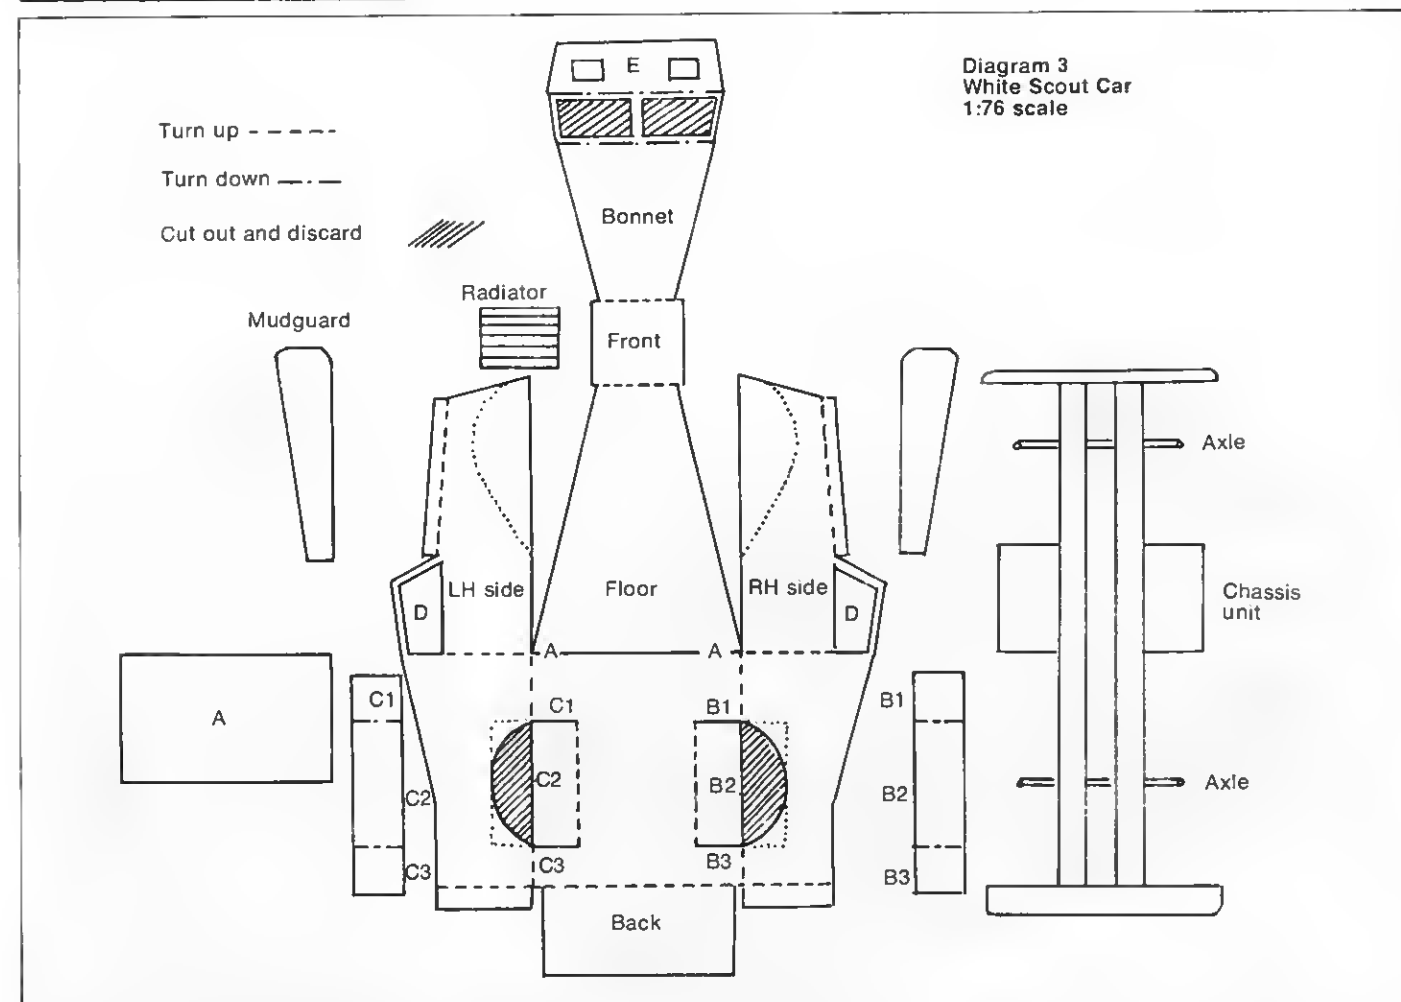 Diagram 3
White Scout Car
1:76 scale
E
Turn up
Turn down
Cut out and discard
Bonnet
Radiator
Mudguard
Front
Axle
LH side
Floor
RH side
Chassis
unit
D
D
A
A
A
C1
B1
C1
B1
C2
B2
C2
B2
Axle
C3
B3
C3
B3
Back